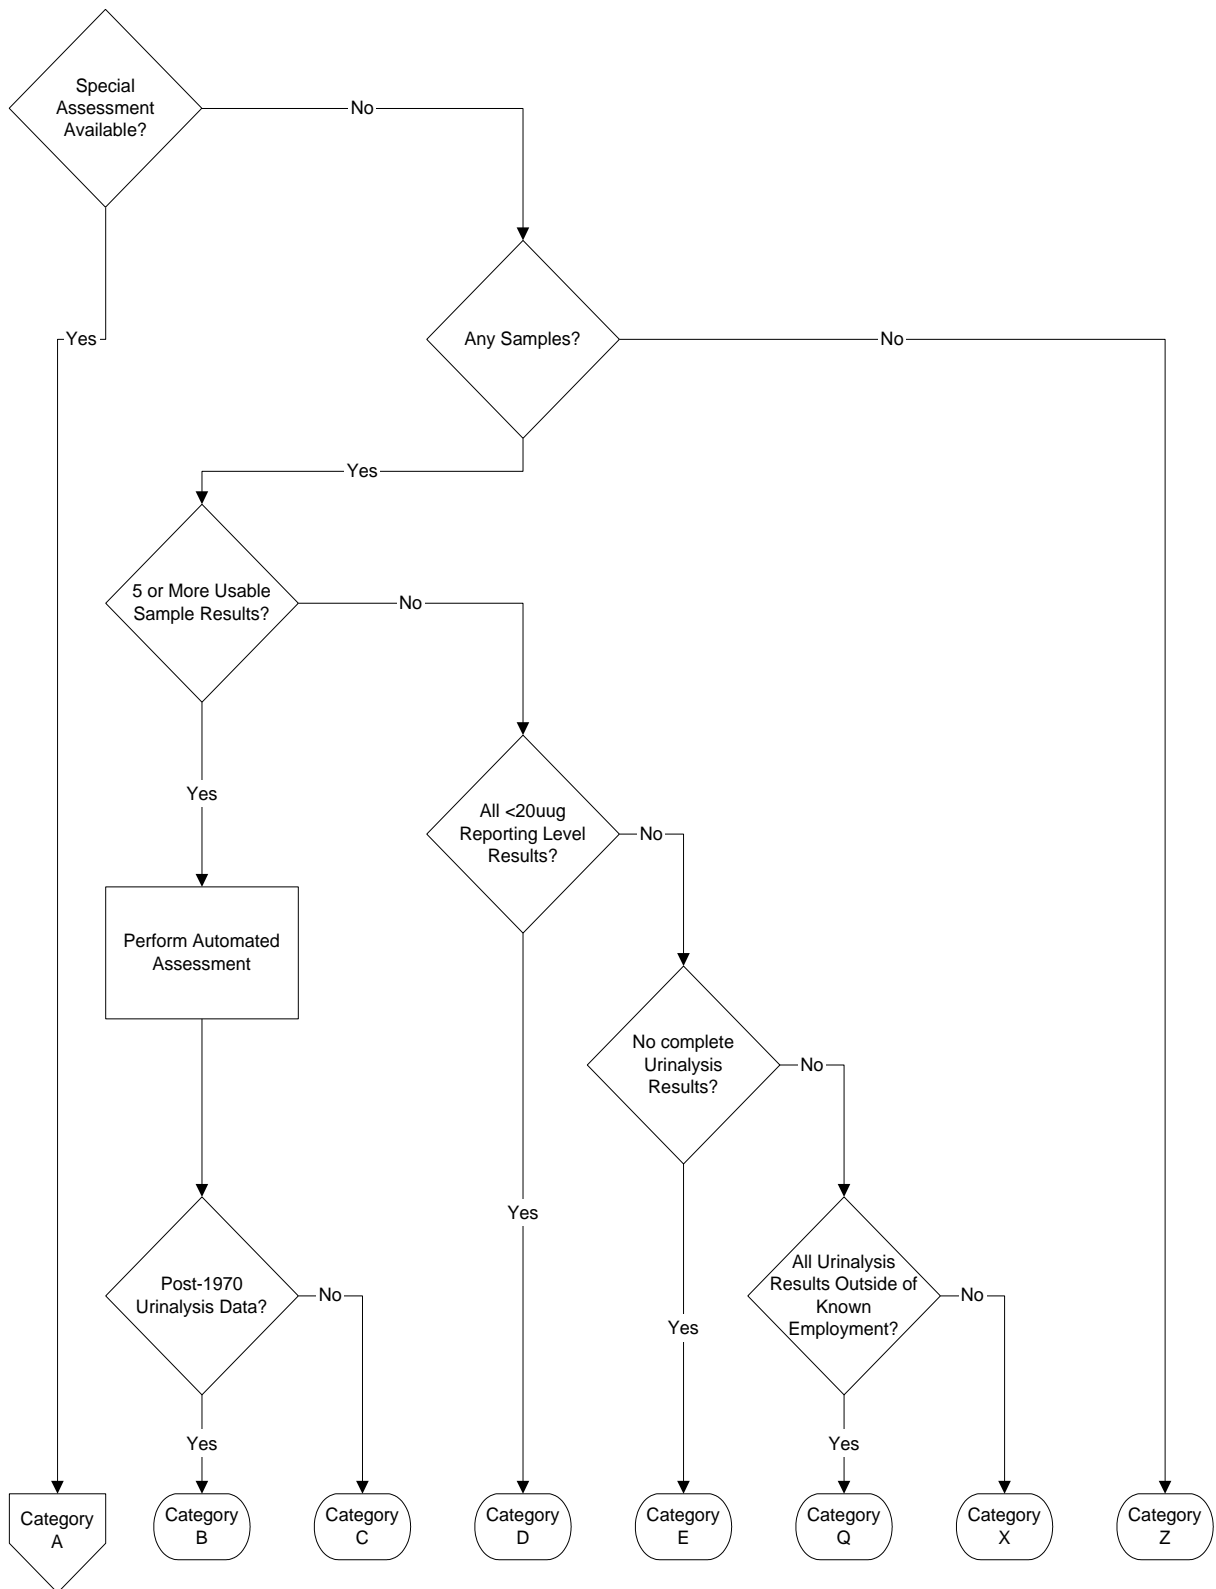 Special
Assessment
Available?
No
Yes
Any Samples?
No
Yes
5 or More Usable
Sample Results?
No
Yes
All <20uug
Reporting Level
Results?
No
Perform Automated
Assessment
No complete
Urinalysis
Results?
No
Yes
Post-1970
Urinalysis Data?
No
All Urinalysis
Results Outside of
Known
Employment?
No
Yes
Yes
Yes
Category
A
Category
B
Category
C
Category
D
Category
E
Category
Q
Category
X
Category
Z